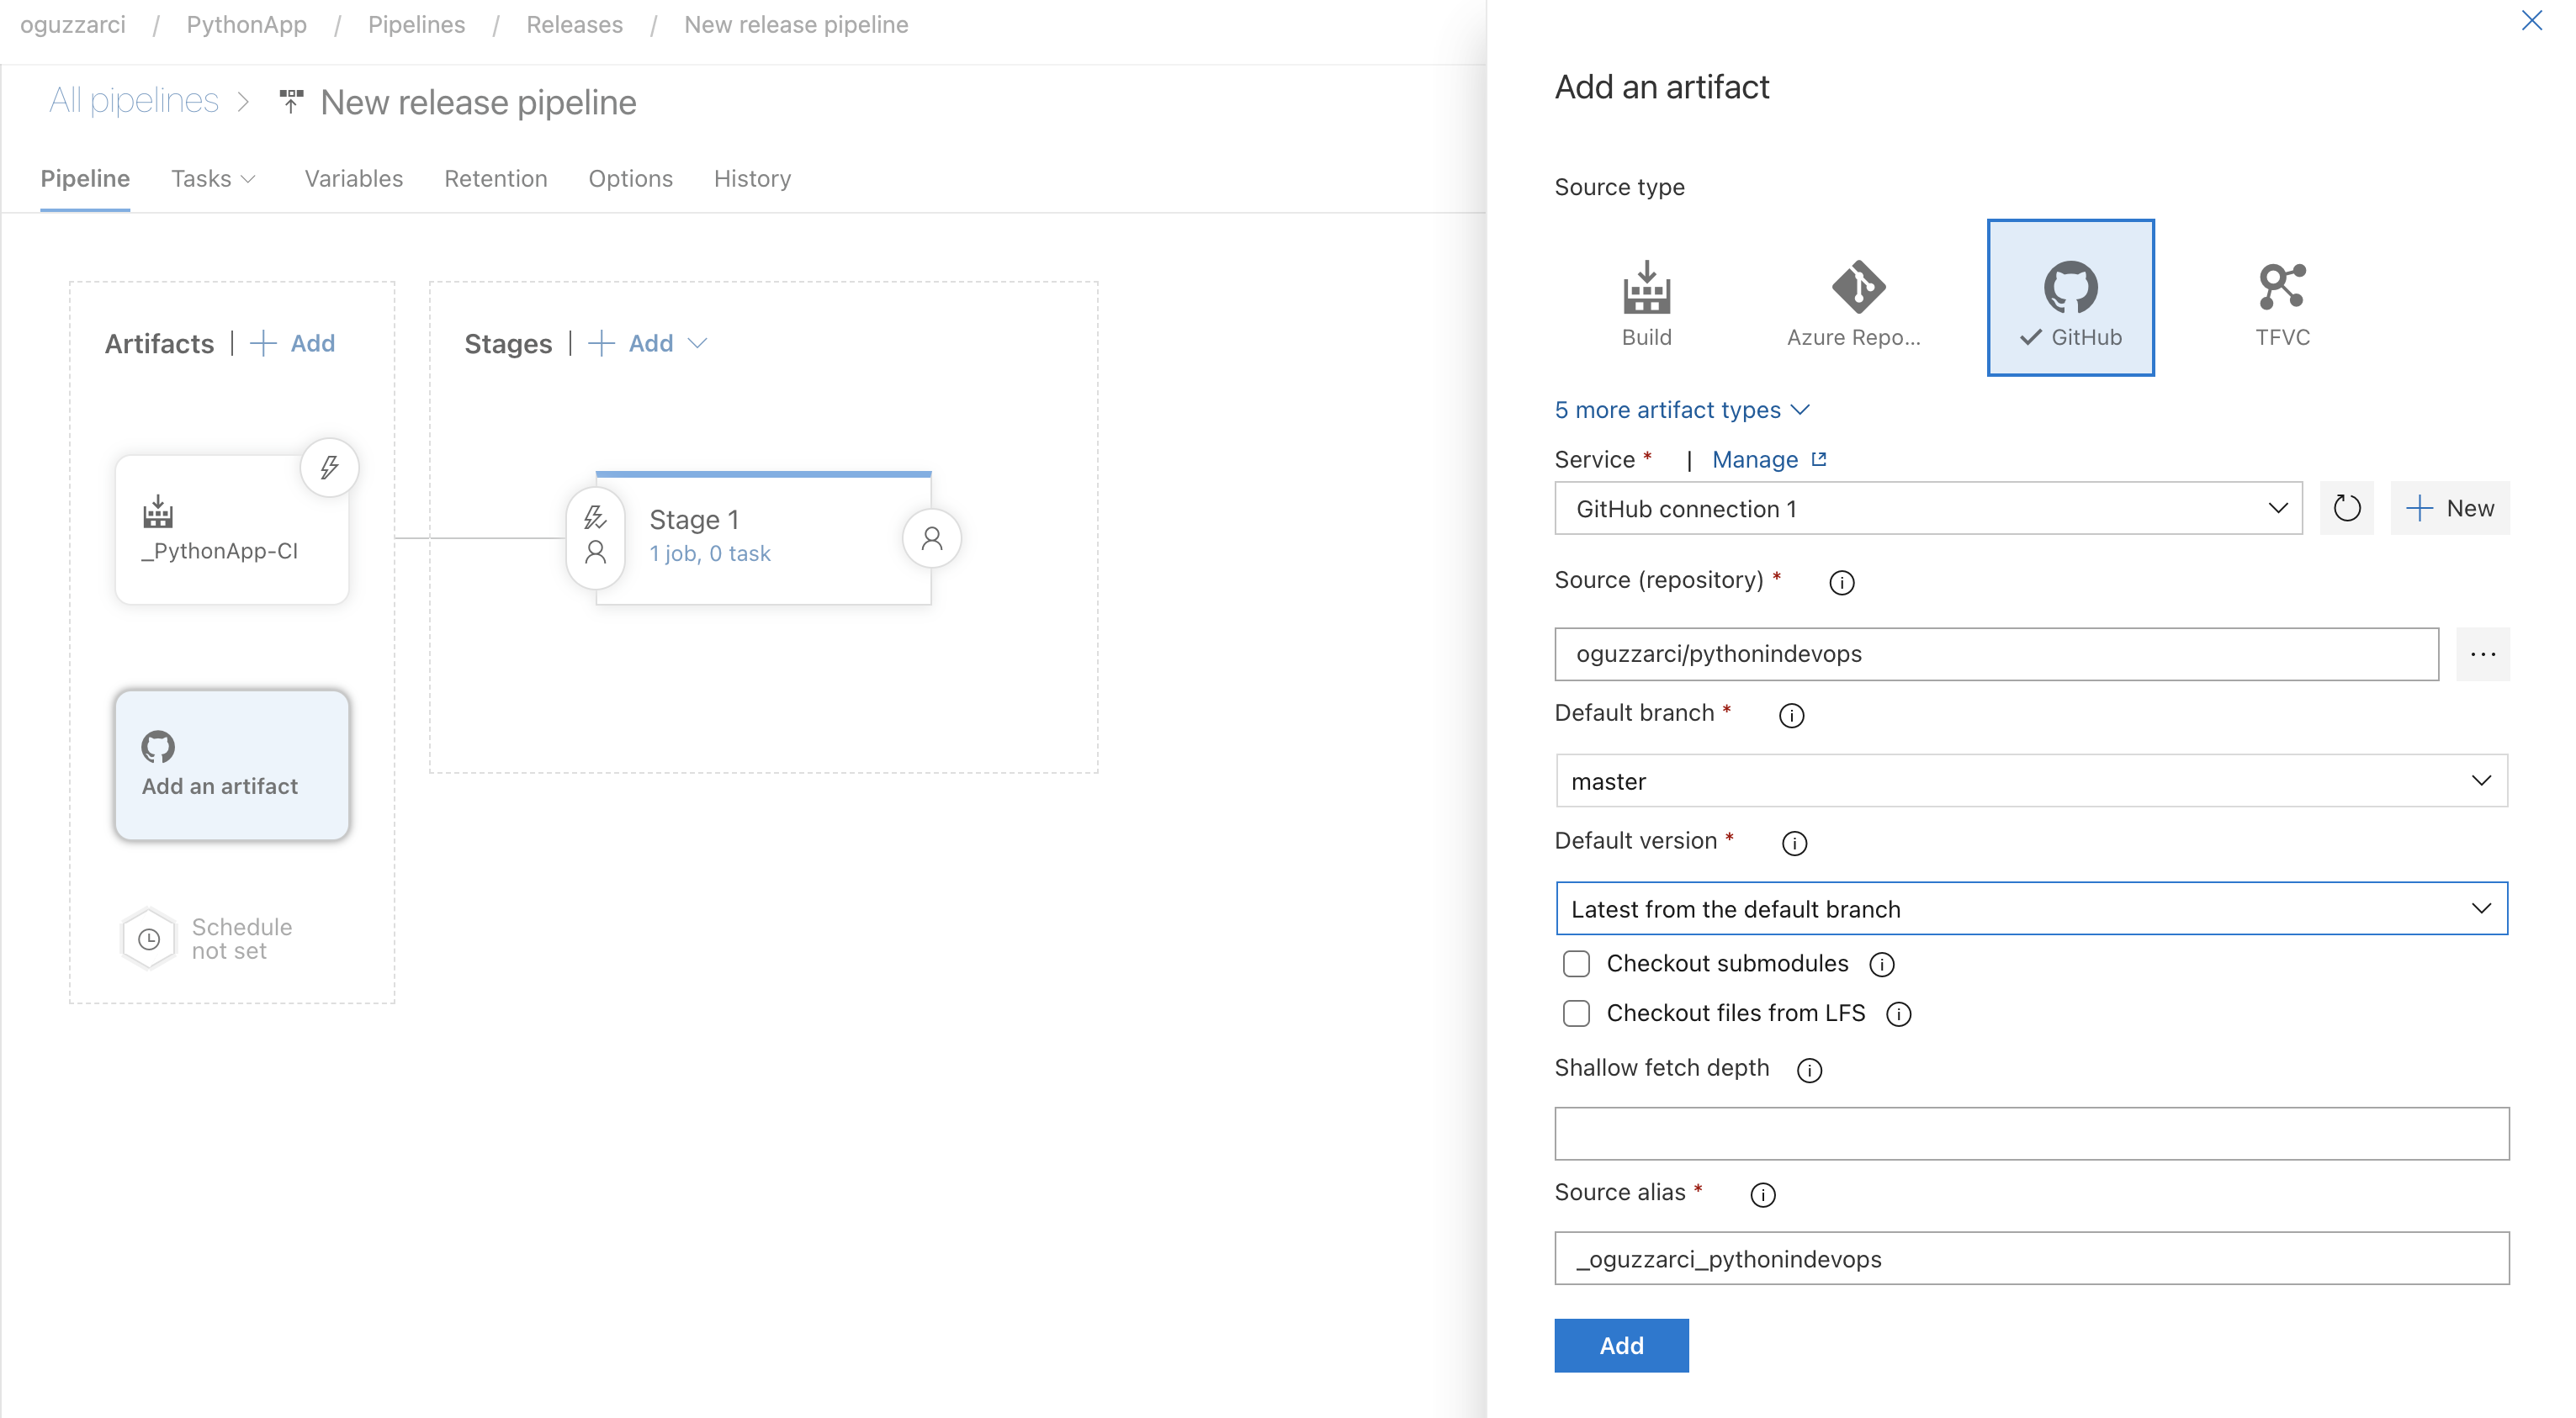 oguzzarci / PythonApp / Pipelines / Releases / New release pipeline
All pipelines > New release pipeline
Pipeline Tasks Variables Retention Options History
Artifacts | + Add
_PythonApp-CI
Add an artifact
Schedule
not set
Stages | + Add
Stage 1
1 job, 0 task
Add an artifact
Source type
Build
Azure Repo...
GitHub
TFVC
5 more artifact types
Service * | Manage
GitHub connection 1
+ New
Source (repository) *
oguzzarci/pythonindevops
...
Default branch *
master
Default version *
Latest from the default branch
Checkout submodules
Checkout files from LFS
Shallow fetch depth
Source alias *
_oguzzarci_pythonindevops
Add